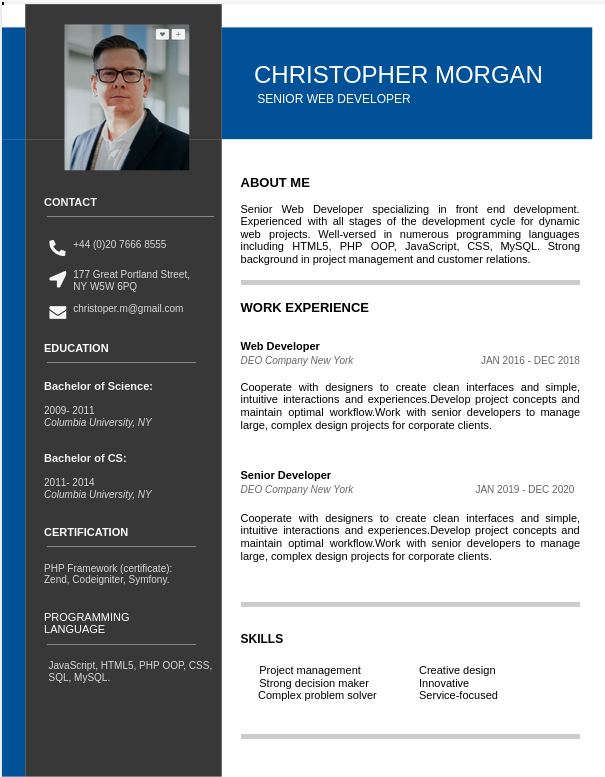 CHRISTOPHER MORGAN
SENIOR WEB DEVELOPER
CONTACT
+44 (0)20 7666 8555
177 Great Portland Street,
NY W5W 6PQ
christoper.m@gmail.com
EDUCATION
Bachelor of Science:
2009- 2011
Columbia University, NY
Bachelor of CS:
2011- 2014
Columbia University, NY
CERTIFICATION
PHP Framework (certificate):
Zend, Codeigniter, Symfony.
PROGRAMMING
LANGUAGE
JavaScript, HTML5, PHP OOP, CSS,
SQL, MySQL.
ABOUT ME
Senior Web Developer specializing in front end development.
Experienced with all stages of the development cycle for dynamic
web projects. Well-versed in numerous programming languages
including HTML5, PHP OOP, JavaScript, CSS, MySQL. Strong
background in project management and customer relations.
WORK EXPERIENCE
Web Developer
DEO Company New York JAN 2016 - DEC 2018
Cooperate with designers to create clean interfaces and simple,
intuitive interactions and experiences.Develop project concepts and
maintain optimal workflow.Work with senior developers to manage
large, complex design projects for corporate clients.
Senior Developer
DEO Company New York JAN 2019 - DEC 2020
Cooperate with designers to create clean interfaces and simple,
intuitive interactions and experiences.Develop project concepts and
maintain optimal workflow.Work with senior developers to manage
large, complex design projects for corporate clients.
SKILLS
Project management Creative design
Strong decision maker Innovative
Complex problem solver Service-focused